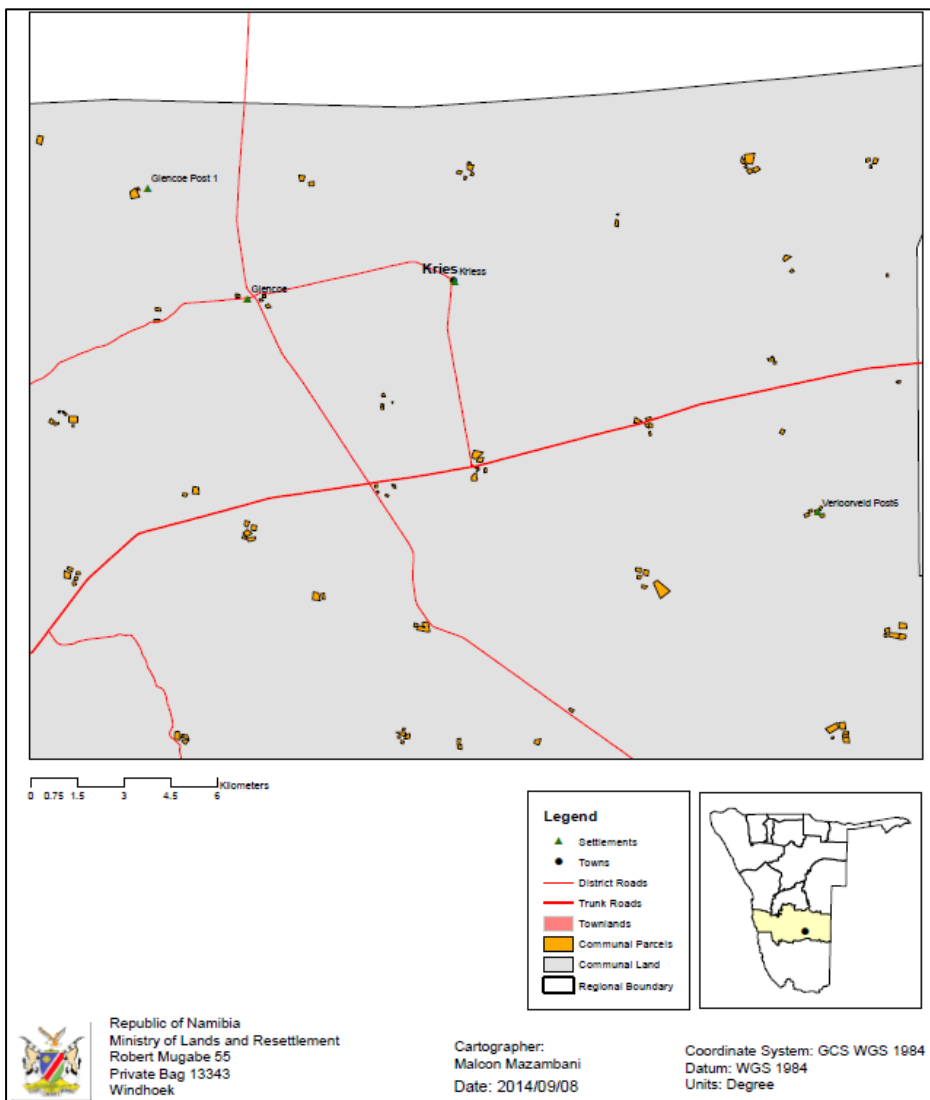 Glencoe Post 1
Kries
Kriess
Glencoe
Verloorveld Post6
Kilometers
0 0.75 1.5 3 4.5 6
Legend
Settlements
Towns
District Roads
Trunk Roads
Townlands
Communal Parcels
Communal Land
Regional Boundary
Republic of Namibia
Ministry of Lands and Resettlement
Robert Mugabe 55
Private Bag 13343
Windhoek
Cartographer:
Malcon Mazambani
Date: 2014/09/08
Coordinate System: GCS WGS 1984
Datum: WGS 1984
Units: Degree